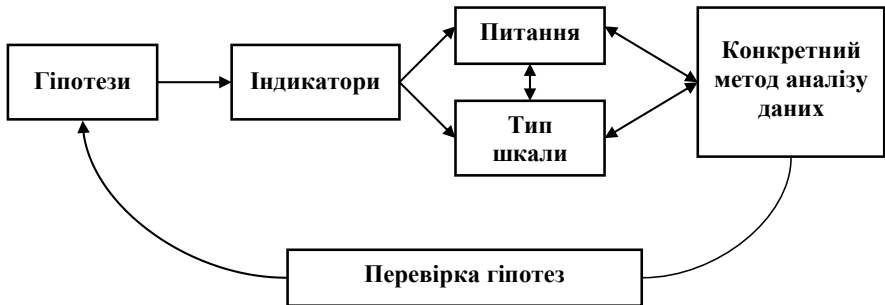 Гіпотези
Індикатори
Питання
Тип
шкали
Конкретний
метод аналізу
даних
Перевірка гіпотез